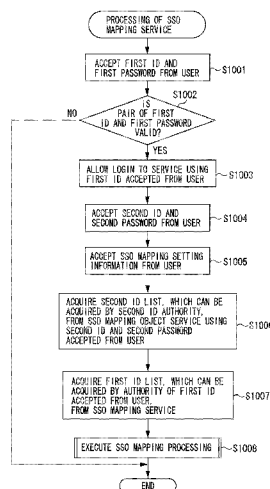 PROCESSING OF SSO
MAPPING SERVICE
ACCEPT FIRST ID AND
FIRST PASSWORD FROM USER
S1001
S1002
IS
PAIR OF FIRST
ID AND FIRST PASSWORD
VALID?
NO
YES
ALLOW LOGIN TO SERVICE USING
FIRST ID ACCEPTED FROM USER
S1003
ACCEPT SECOND ID AND
SECOND PASSWORD FROM USER
S1004
ACCEPT SSO MAPPING SETTING
INFORMATION FROM USER
S1005
ACQUIRE SECOND ID LIST, WHICH CAN BE
ACQUIRED BY SECOND ID AUTHORITY,
FROM SSO MAPPING OBJECT SERVICE USING
SECOND ID AND SECOND PASSWORD
ACCEPTED FROM USER
S1006
ACQUIRE FIRST ID LIST, WHICH CAN BE
ACQUIRED BY AUTHORITY OF FIRST ID
ACCEPTED FROM USER,
FROM SSO MAPPING SERVICE
S1007
EXECUTE SSO MAPPING PROCESSING
S1008
END